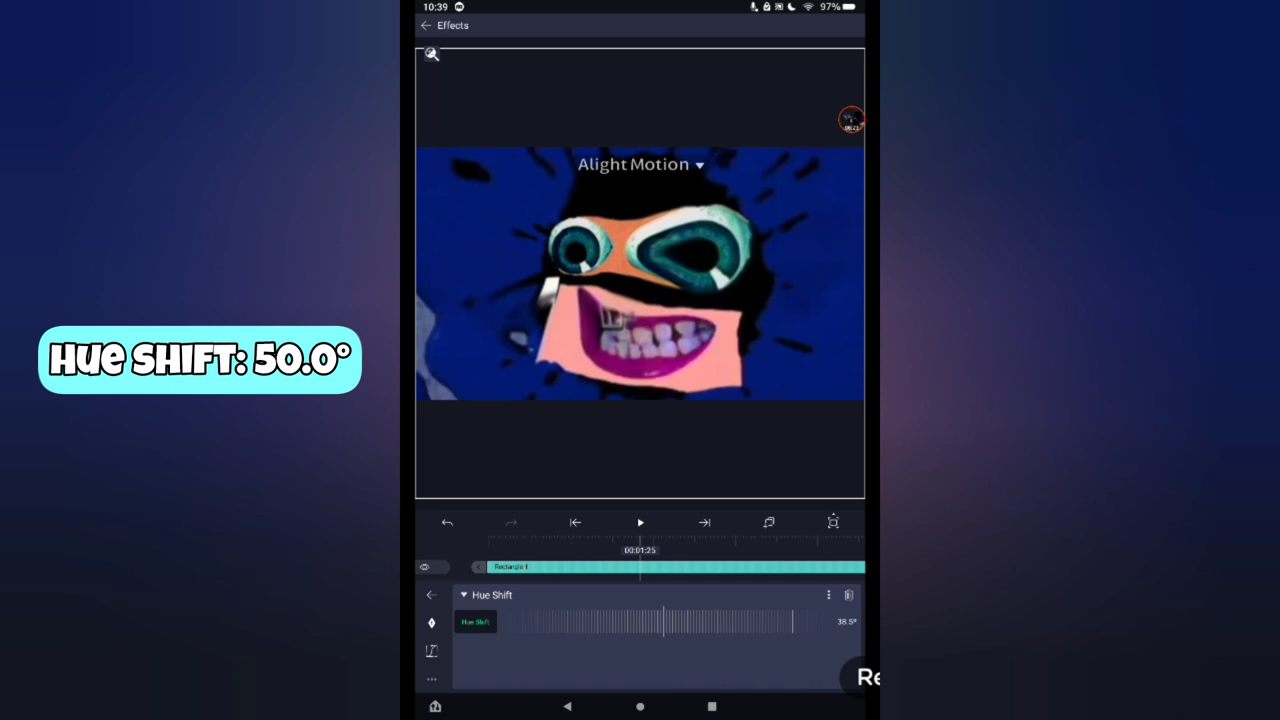 10:39
97%
Effects
Alight Motion
Hue Shift: 50.0°
00:01:25
Rectangle 1
Hue Shift
Hue Shift
38.5°
Re